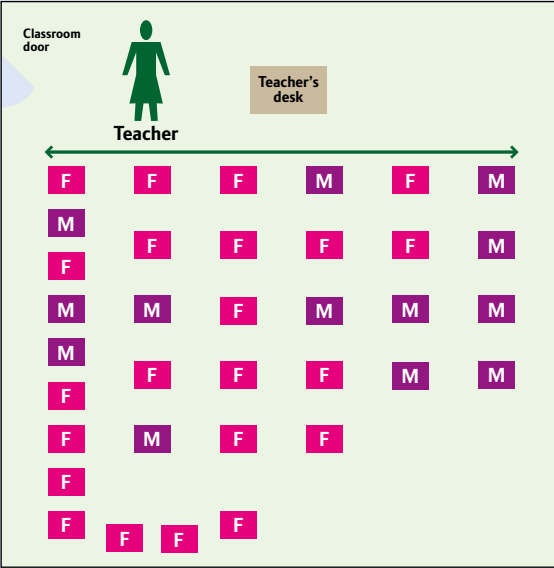 Classroom
door
Teacher's
desk
Teacher
F F F M F M
M
F F F F M
F
M M F M M M
M
F F F M M
F
F M F F
F
F F F F